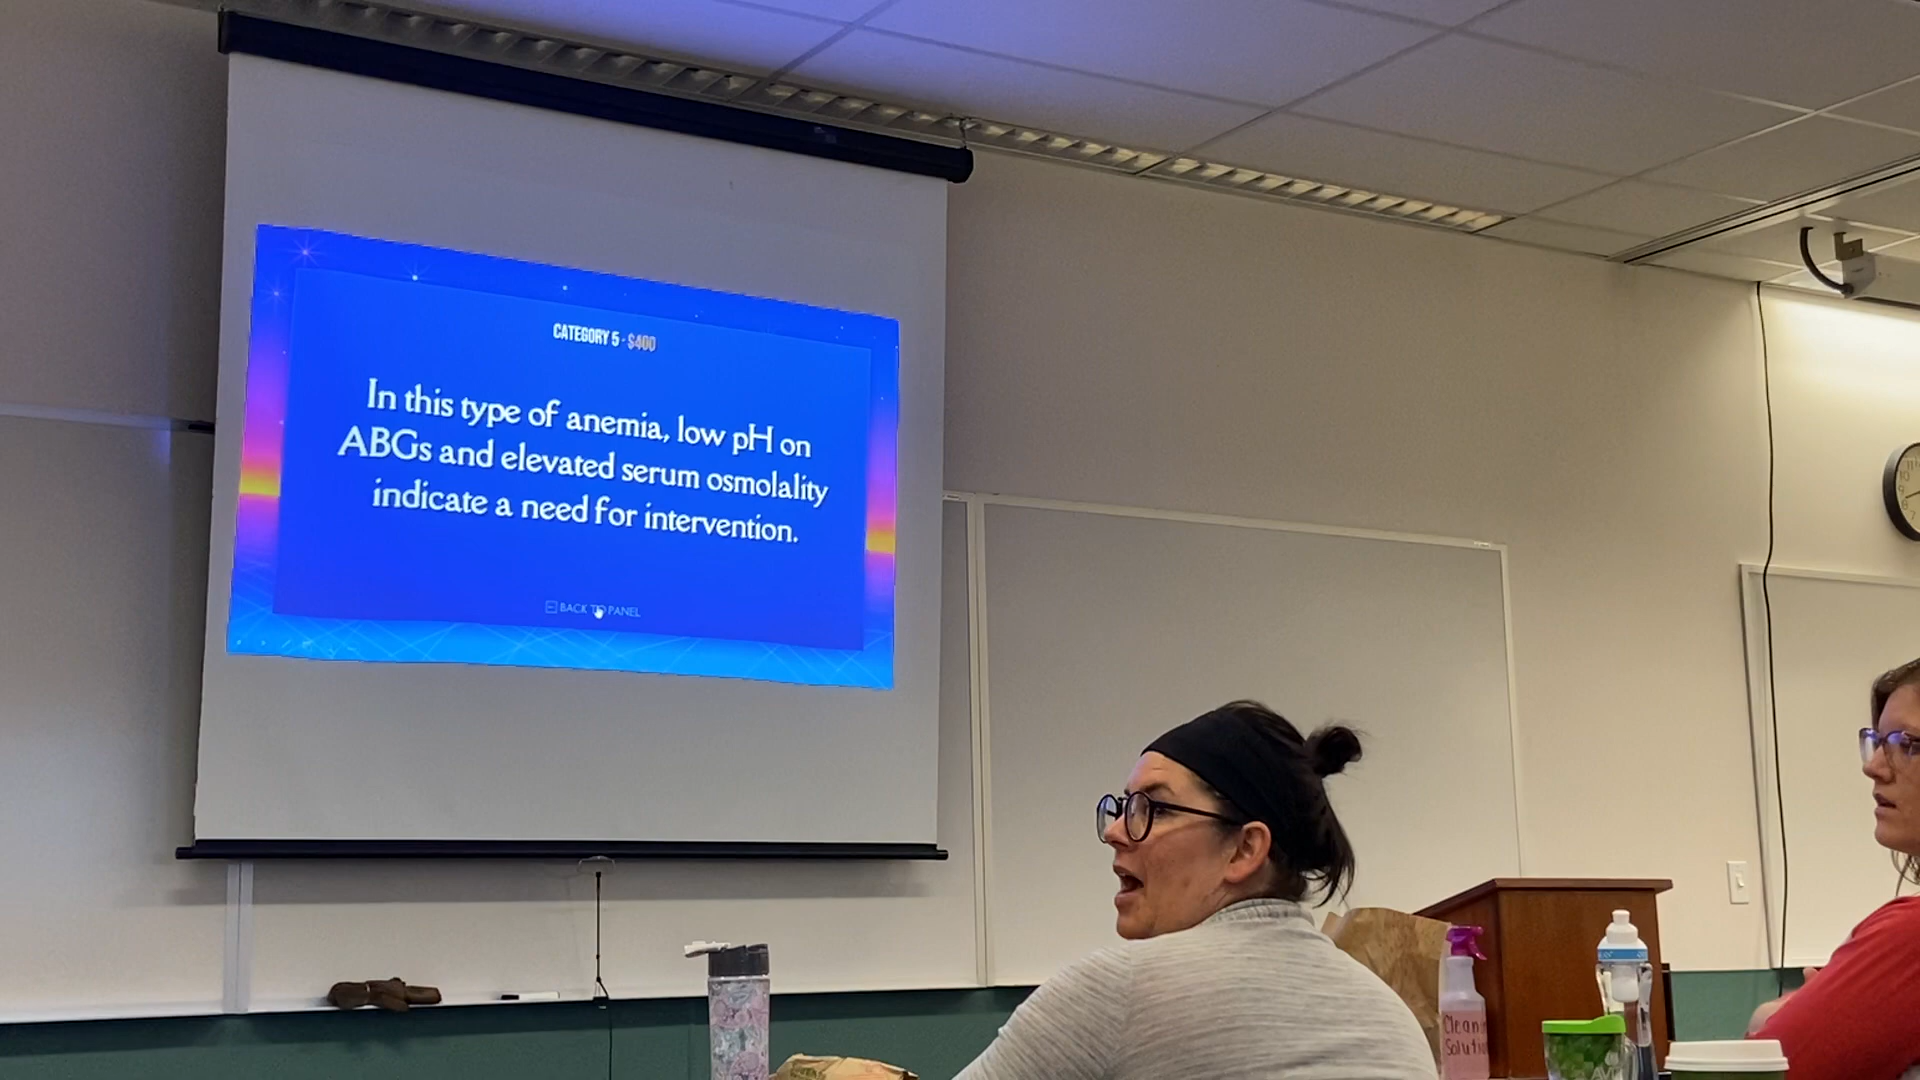 CATEGORY 5 - $400
In this type of anemia, low pH on
ABGs and elevated serum osmolality
indicate a need for intervention.
BACK TO PANEL
Clean
Solut